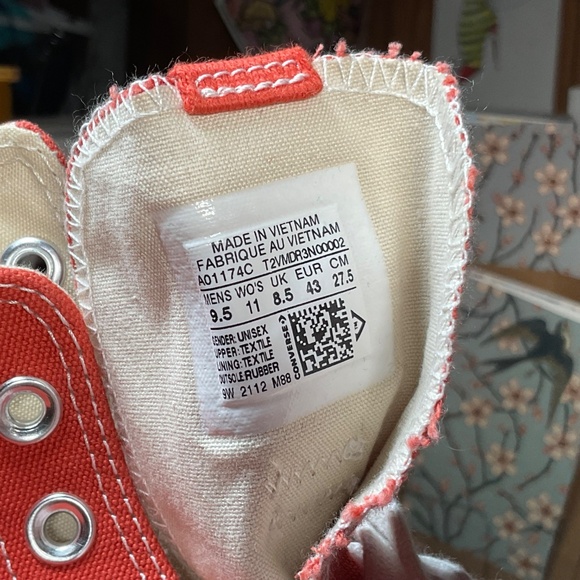 MADE IN VIETNAM
FABRIQUE AU VIETNAM
A01174C T2VMDR3N00002
MENS WO'S UK EUR CM
9.5 11 8.5 43 27.5
GENDER: UNISEX
UPPER: TEXTILE
LINING: TEXTILE
OUTSOLE:RUBBER
9W 2112 M88
CONVERSE